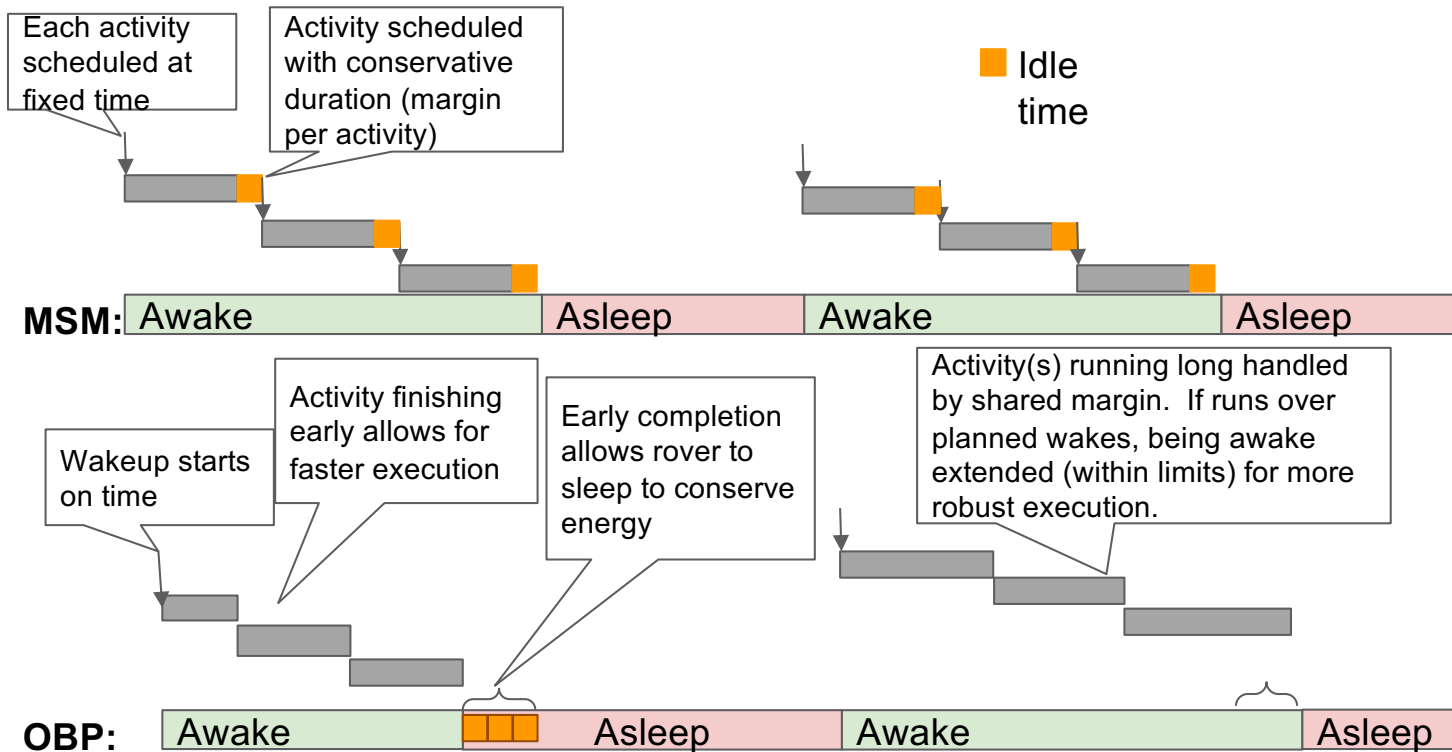 Each activity
scheduled at
fixed time
Activity scheduled
with conservative
duration (margin
per activity)
Idle
time
MSM:
Awake
Asleep
Awake
Asleep
Wakeup starts
on time
Activity finishing
early allows for
faster execution
Early completion
allows rover to
sleep to conserve
energy
Activity(s) running long handled
by shared margin.  If runs over
planned wakes, being awake
extended (within limits) for more
robust execution.
OBP:
Awake
Asleep
Awake
Asleep